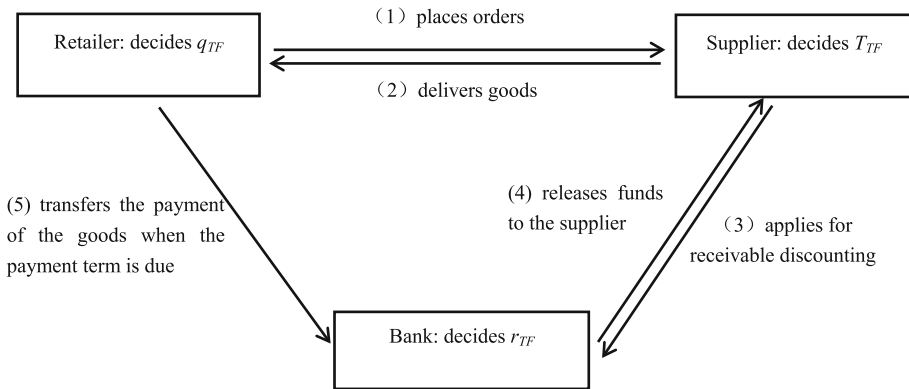 （1）places orders
Retailer: decides q_TF
Supplier: decides T_TF
（2）delivers goods
(5) transfers the payment
of the goods when the
payment term is due
(4) releases funds
to the supplier
（3）applies for
receivable discounting
Bank: decides r_TF